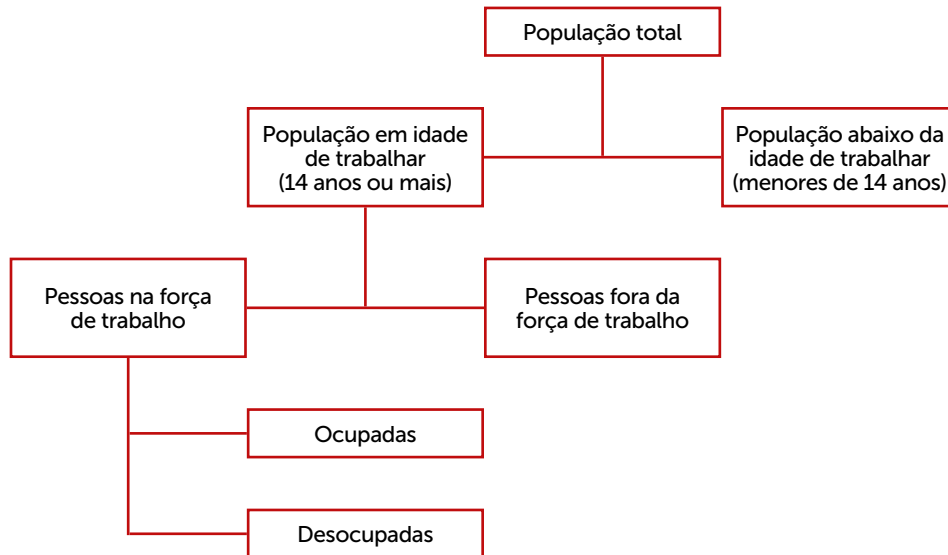 População total
População em idade
de trabalhar
(14 anos ou mais)
População abaixo da
idade de trabalhar
(menores de 14 anos)
Pessoas na força
de trabalho
Pessoas fora da
força de trabalho
Ocupadas
Desocupadas